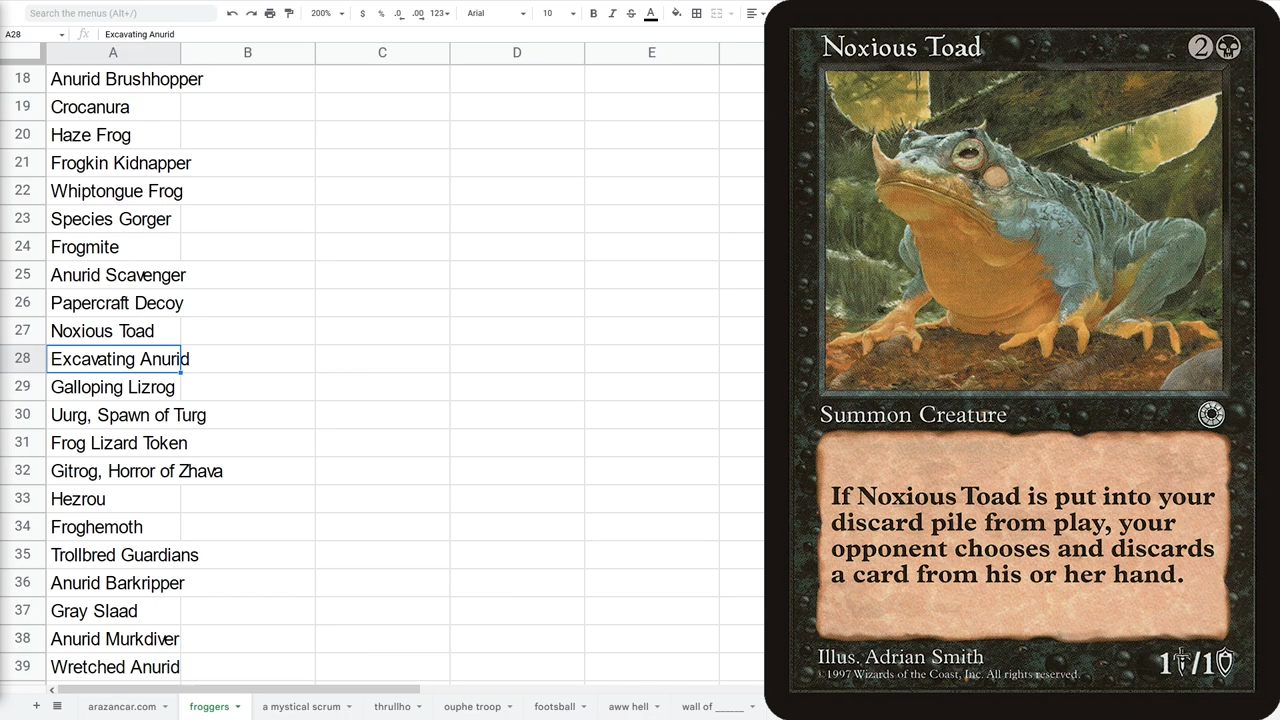 Search the menus (Alt+/)
200%
$ % .0 .00 123
Arial
10
B I S A
A28
fx
Excavating Anurid
A B C D E
18 Anurid Brushhopper
19 Crocanura
20 Haze Frog
21 Frogkin Kidnapper
22 Whiptongue Frog
23 Species Gorger
24 Frogmite
25 Anurid Scavenger
26 Papercraft Decoy
27 Noxious Toad
28 Excavating Anurid
29 Galloping Lizrog
30 Uurg, Spawn of Turg
31 Frog Lizard Token
32 Gitrog, Horror of Zhava
33 Hezrou
34 Froghemoth
35 Trollbred Guardians
36 Anurid Barkripper
37 Gray Slaad
38 Anurid Murkdiver
39 Wretched Anurid
arazancar.com froggers a mystical scrum thrullho ouphe troop footsball aww hell wall of ______
Noxious Toad 2
Summon Creature
If Noxious Toad is put into your
discard pile from play, your
opponent chooses and discards
a card from his or her hand.
Illus. Adrian Smith
©1997 Wizards of the Coast, Inc. All rights reserved.
1/1